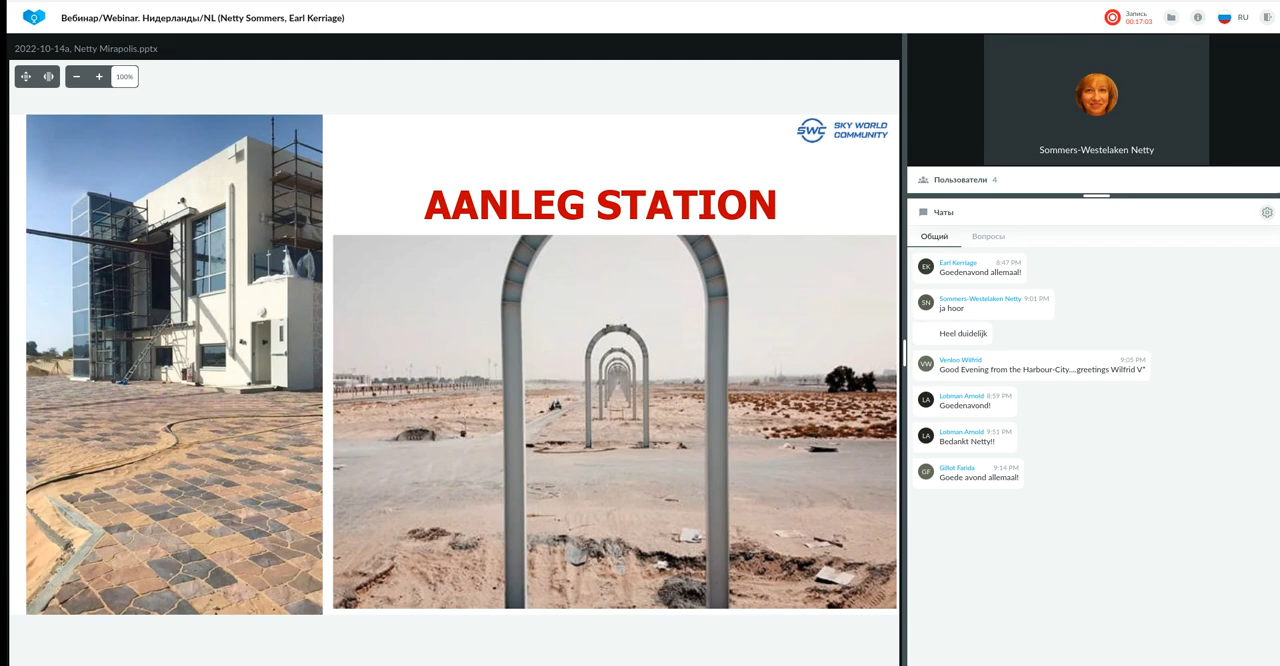 Вебинар/Webinar. Нидерланды/NL (Netty Sommers, Earl Kerriage)
Запись
00:17:03
RU
2022-10-14a, Netty Mirapolis.pptx
100%
SWC SKY WORLD
COMMUNITY
AANLEG STATION
Sommers-Westelaken Netty
Пользователи 4
Чаты
Общий Вопросы
EK Earl Kerriage 8:47 PM
Goedenavond allemaal!
SN Sommers-Westelaken Netty 9:01 PM
ja hoor
Heel duidelijk
VW Venloo Wilfrid 9:05 PM
Good Evening from the Harbour-City....greetings Wilfrid V"
LA Lobman Arnold 8:59 PM
Goedenavond!
LA Lobman Arnold 9:51 PM
Bedankt Netty!!
GF Gillot Farida 9:14 PM
Goede avond allemaal!